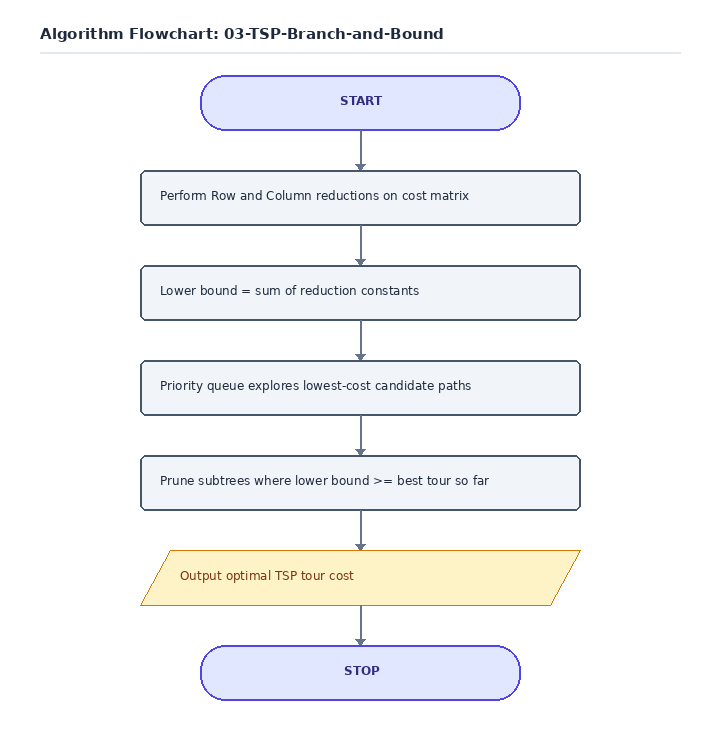 Algorithm Flowchart: 03-TSP-Branch-and-Bound
START
Perform Row and Column reductions on cost matrix
Lower bound = sum of reduction constants
Priority queue explores lowest-cost candidate paths
Prune subtrees where lower bound >= best tour so far
Output optimal TSP tour cost
STOP